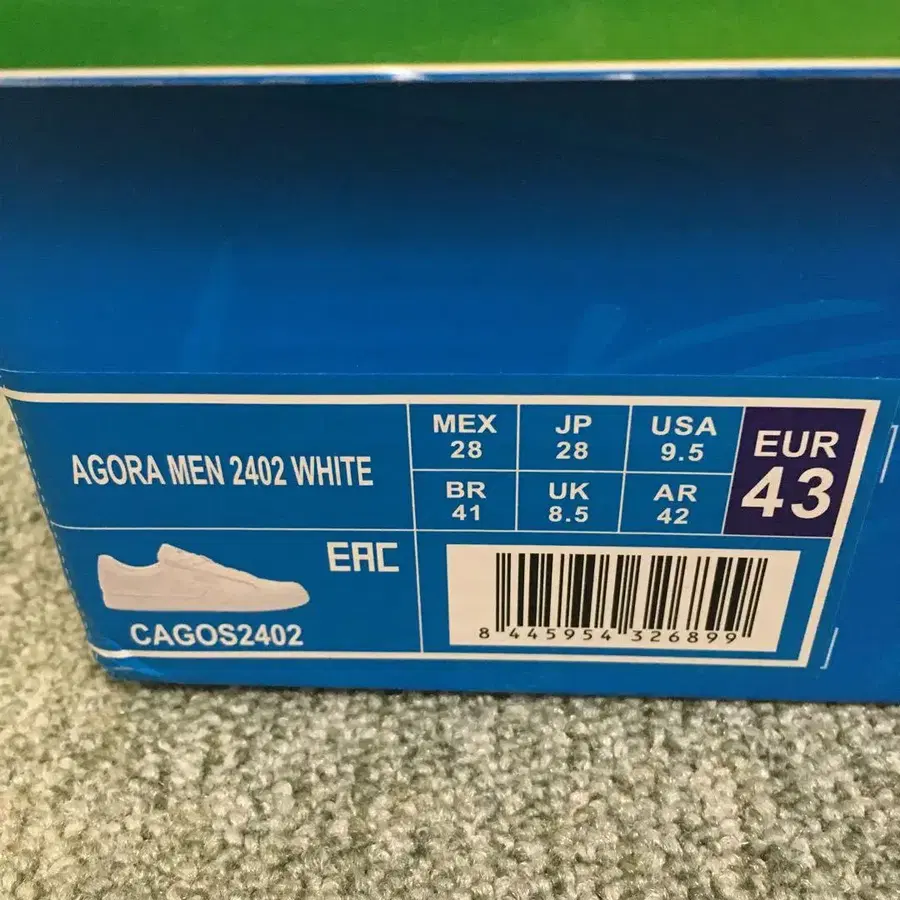 AGORA MEN 2402 WHITE
MEX
28
JP
28
USA
9.5
BR
41
UK
8.5
AR
42
EUR
43
EAC
CAGOS2402
8 445954 326899